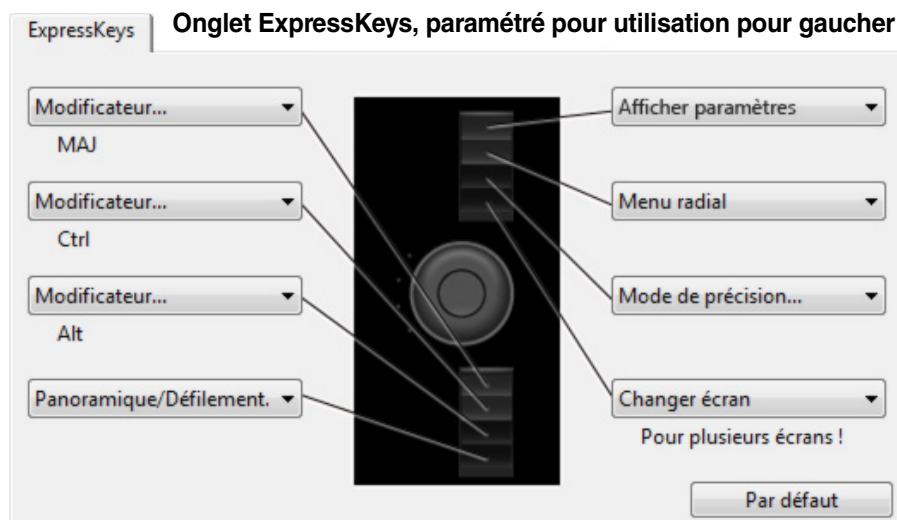 ExpressKeys
Onglet ExpressKeys, paramétré pour utilisation pour gaucher
Modificateur...
MAJ
Modificateur...
Ctrl
Modificateur...
Alt
Panoramique/Défilement.
Afficher paramètres
Menu radial
Mode de précision...
Changer écran
Pour plusieurs écrans !
Par défaut